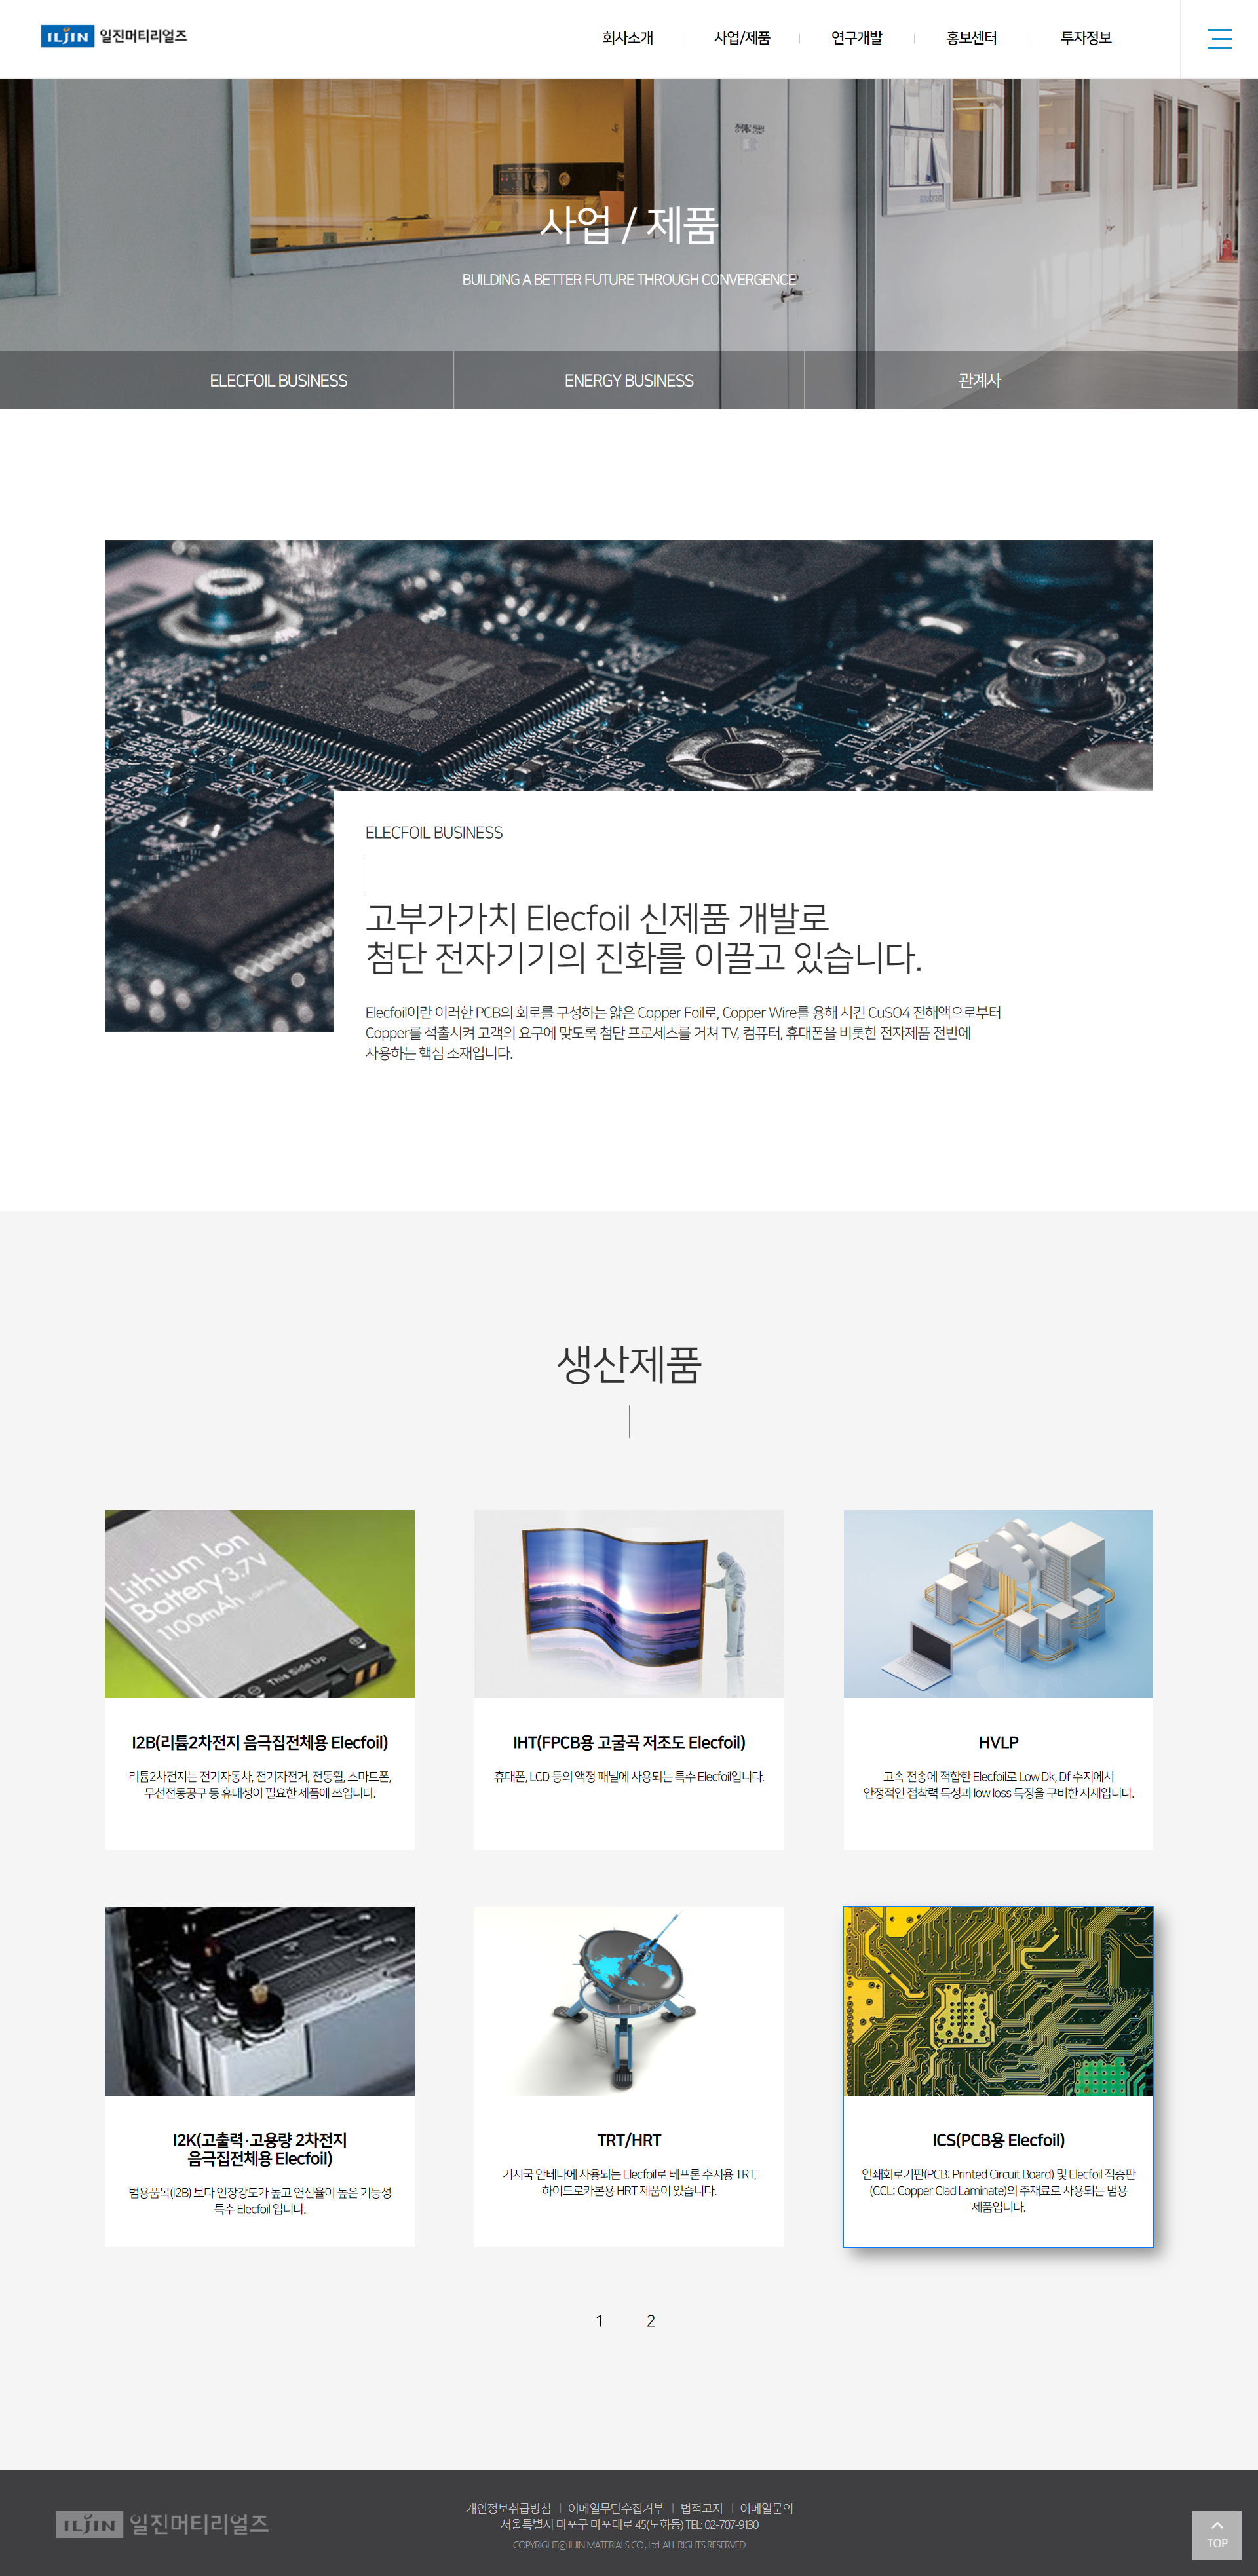 ILJIN 일진머티리얼즈
회사소개
사업/제품
연구개발
홍보센터
투자정보
사업 / 제품
BUILDING A BETTER FUTURE THROUGH CONVERGENCE
ELECFOIL BUSINESS
ENERGY BUSINESS
관계사
ELECFOIL BUSINESS
고부가가치 Elecfoil 신제품 개발로
첨단 전자기기의 진화를 이끌고 있습니다.
Elecfoil이란 이러한 PCB의 회로를 구성하는 얇은 Copper Foil로, Copper Wire를 용해 시킨 CuSO4 전해액으로부터
Copper를 석출시켜 고객의 요구에 맞도록 첨단 프로세스를 거쳐 TV, 컴퓨터, 휴대폰을 비롯한 전자제품 전반에
사용하는 핵심 소재입니다.
생산제품
Lithium Ion
Battery 3.7V
1100mAh
This Side Up
I2B(리튬2차전지 음극집전체용 Elecfoil)
리튬2차전지는 전기자동차, 전기자전거, 전동휠, 스마트폰,
무선전동공구 등 휴대성이 필요한 제품에 쓰입니다.
IHT(FPCB용 고굴곡 저조도 Elecfoil)
휴대폰, LCD 등의 액정 패널에 사용되는 특수 Elecfoil입니다.
HVLP
고속 전송에 적합한 Elecfoil로 Low Dk, Df 수지에서
안정적인 접착력 특성과 low loss 특징을 구비한 자재입니다.
I2K(고출력·고용량 2차전지
음극집전체용 Elecfoil)
범용품목(I2B) 보다 인장강도가 높고 연신율이 높은 기능성
특수 Elecfoil 입니다.
TRT/HRT
기지국 안테나에 사용되는 Elecfoil로 테프론 수지용 TRT,
하이드로카본용 HRT 제품이 있습니다.
ICS(PCB용 Elecfoil)
인쇄회로기판(PCB: Printed Circuit Board) 및 Elecfoil 적층판
(CCL: Copper Clad Laminate)의 주재료로 사용되는 범용
제품입니다.
1 2
ILJIN 일진머티리얼즈
개인정보취급방침 | 이메일무단수집거부 | 법적고지 | 이메일문의
서울특별시 마포구 마포대로 45(도화동) TEL: 02-707-9130
COPYRIGHTⓒ ILJIN MATERIALS CO., Ltd. ALL RIGHTS RESERVED
TOP